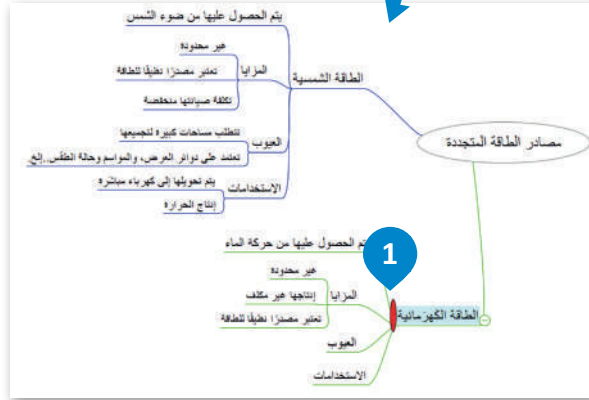 مصادر الطاقة المتجددة
الطاقة الشمسية
يتم الحصول عليها من ضوء الشمس
المزايا
غير محدودة
تعتبر مصدرًا نظيفًا للطاقة
تكلفة صيانتها منخفضة
العيوب
تتطلب مساحات كبيرة لتجميعها
تعتمد على دوائر العرض، والمواسم وحالة الطقس..إلخ
الاستخدامات
يتم تحويلها إلى كهرباء مباشرة
إنتاج الحرارة
الطاقة الكهرمائية
1
يتم الحصول عليها من حركة الماء
المزايا
غير محدودة
إنتاجها غير مكلف
تعتبر مصدرًا نظيفًا للطاقة
العيوب
الاستخدامات